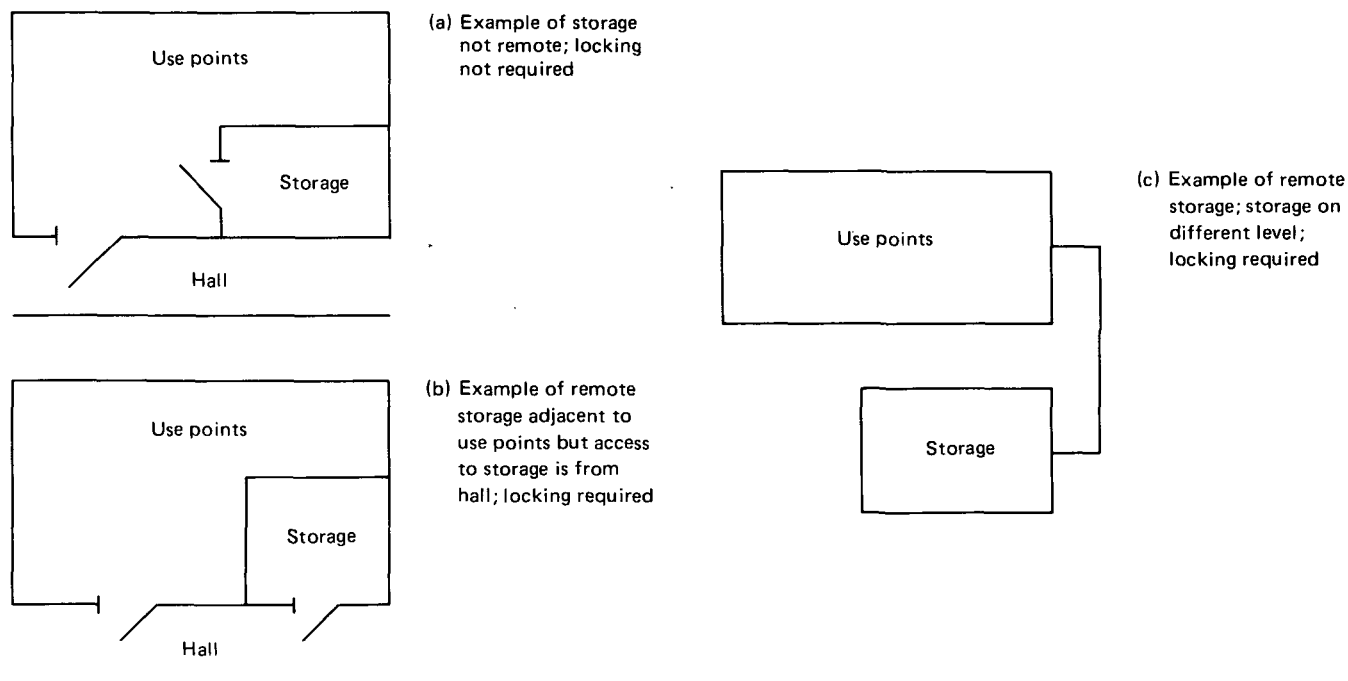 Use points
Storage
Hall
(a) Example of storage
not remote; locking
not required
Use points
Storage
Hall
(b) Example of remote
storage adjacent to
use points but access
to storage is from
hall; locking required
Use points
Storage
(c) Example of remote
storage; storage on
different level;
locking required